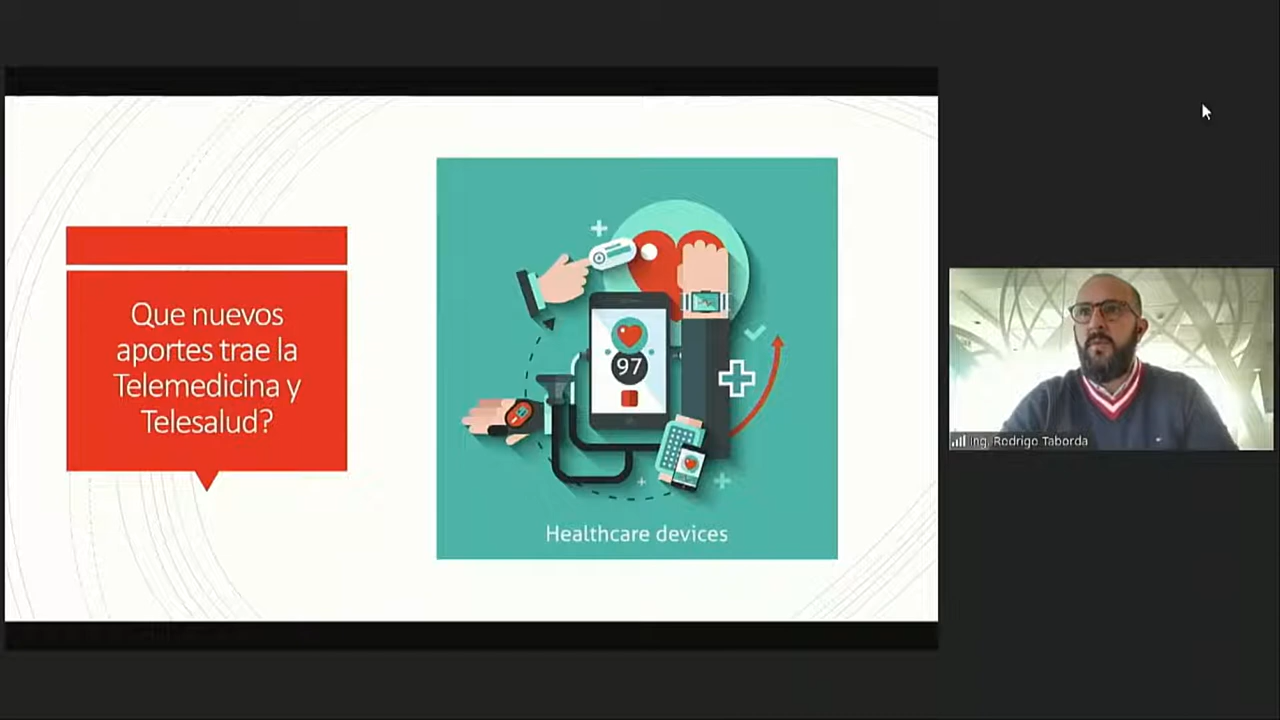 Que nuevos
aportes trae la
Telemedicina y
Telesalud?
97
Healthcare devices
Ing. Rodrigo Taborda